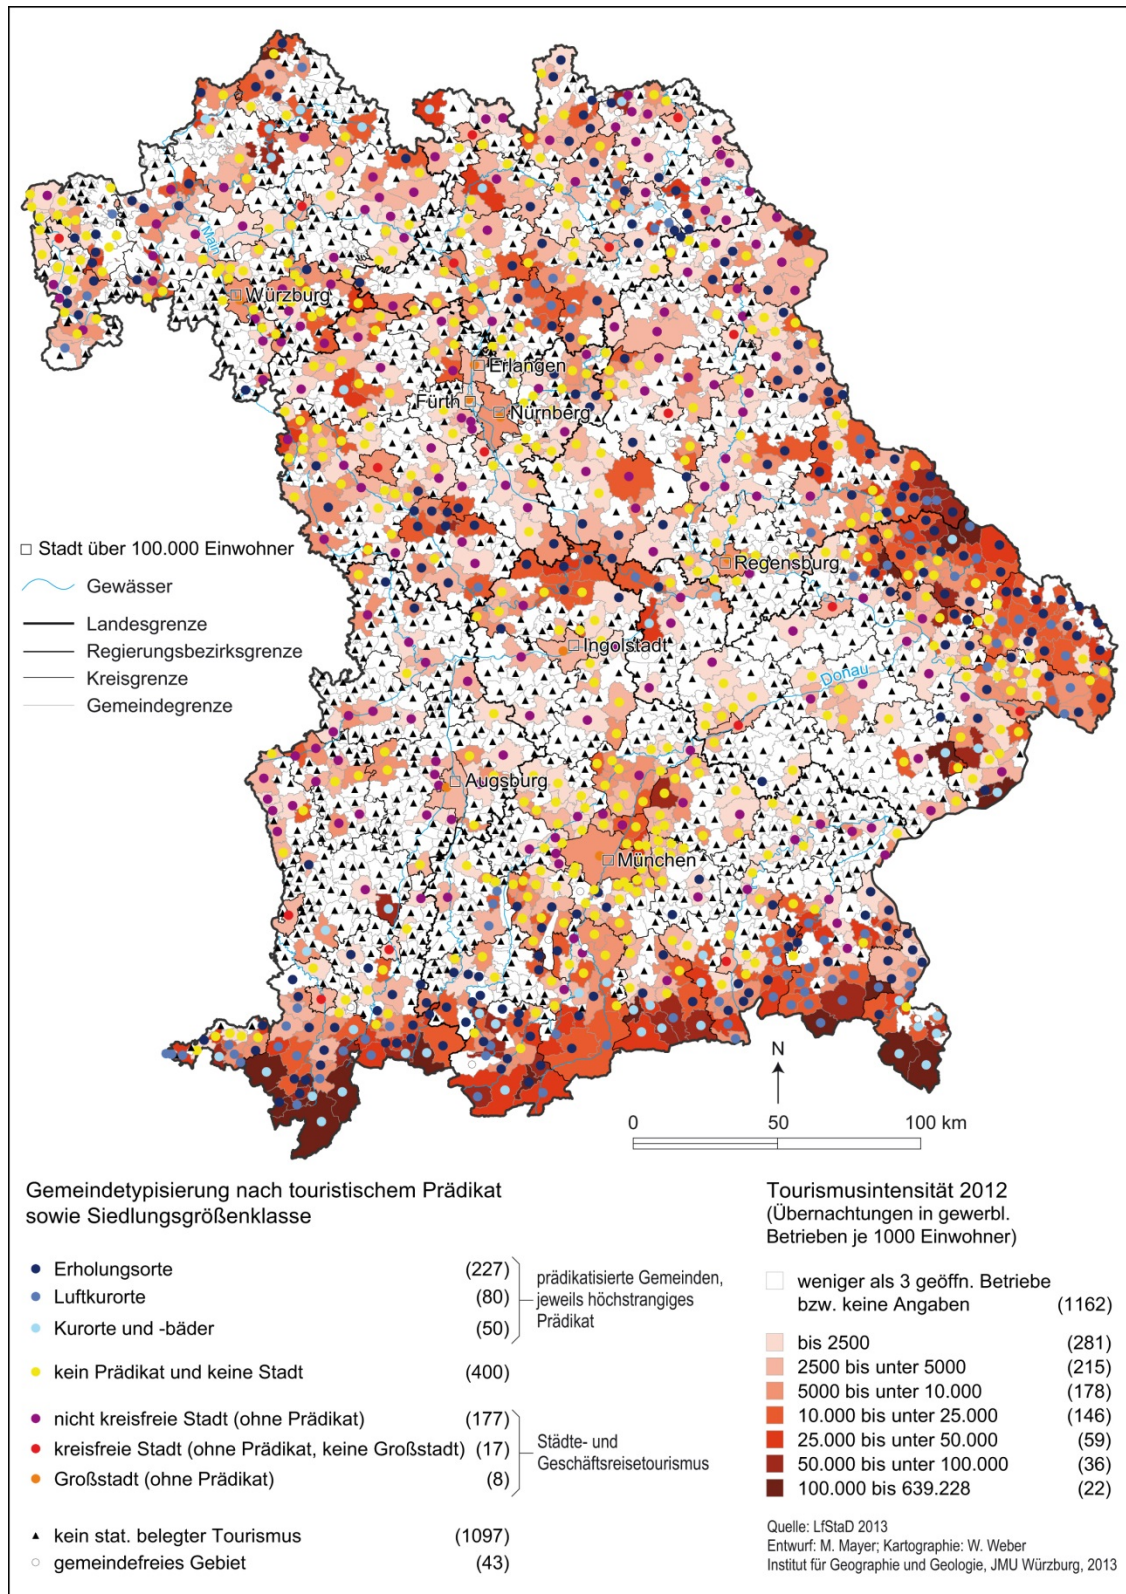 Main
Würzburg
Erlangen
Fürth
Nürnberg
Stadt über 100.000 Einwohner
Gewässer
Landesgrenze
Regierungsbezirksgrenze
Kreisgrenze
Gemeindegrenze
Regensburg
Ingolstadt
Donau
Augsburg
München
N
0 50 100 km
Gemeindetypisierung nach touristischem Prädikat
sowie Siedlungsgrößenklasse
Erholungsorte (227)
Luftkurorte (80)
Kurorte und -bäder (50)
prädikatisierte Gemeinden,
jeweils höchstrangiges
Prädikat
kein Prädikat und keine Stadt (400)
nicht kreisfreie Stadt (ohne Prädikat) (177)
kreisfreie Stadt (ohne Prädikat, keine Großstadt) (17)
Großstadt (ohne Prädikat) (8)
Städte- und
Geschäftsreisetourismus
kein stat. belegter Tourismus (1097)
gemeindefreies Gebiet (43)
Tourismusintensität 2012
(Übernachtungen in gewerbl.
Betrieben je 1000 Einwohner)
weniger als 3 geöffn. Betriebe
bzw. keine Angaben (1162)
bis 2500 (281)
2500 bis unter 5000 (215)
5000 bis unter 10.000 (178)
10.000 bis unter 25.000 (146)
25.000 bis unter 50.000 (59)
50.000 bis unter 100.000 (36)
100.000 bis 639.228 (22)
Quelle: LfStaD 2013
Entwurf: M. Mayer; Kartographie: W. Weber
Institut für Geographie und Geologie, JMU Würzburg, 2013